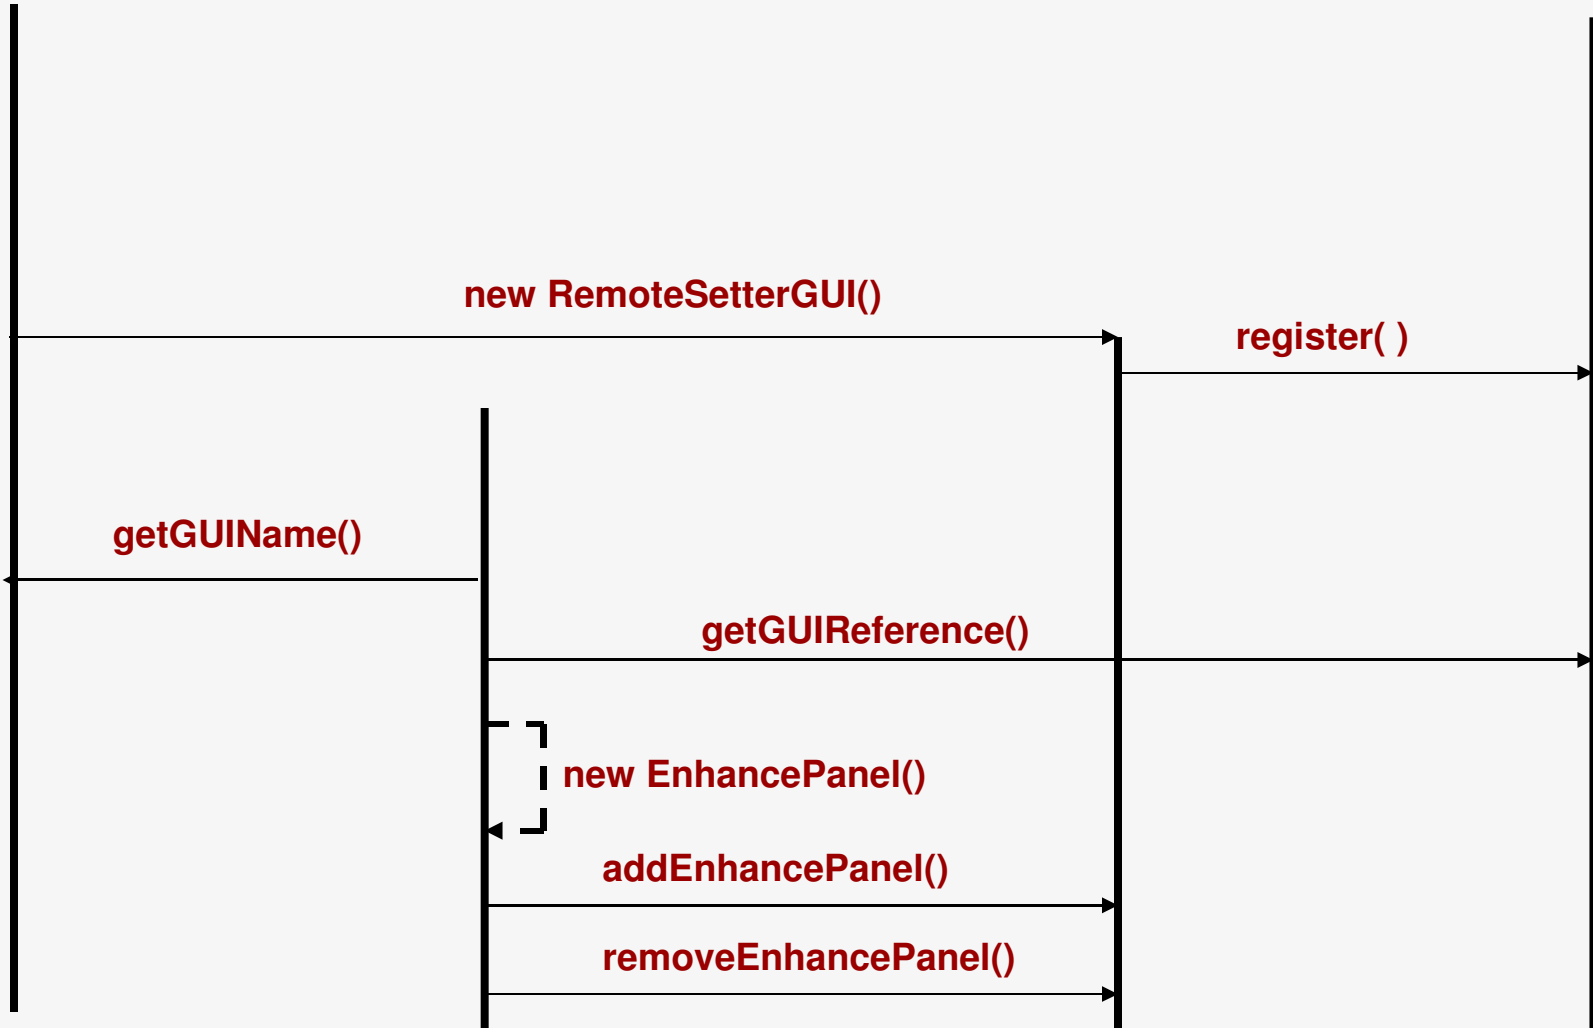 new RemoteSetterGUI()
register( )
getGUIName()
getGUIReference()
new EnhancePanel()
addEnhancePanel()
removeEnhancePanel()